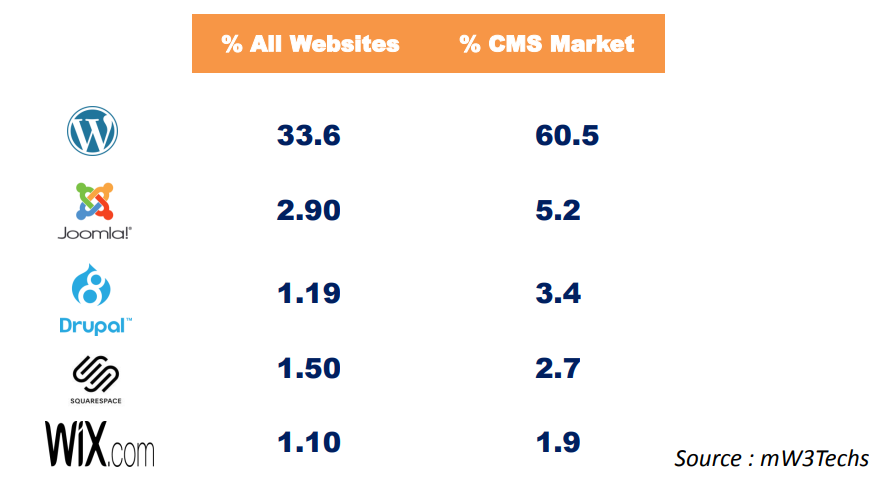 % All Websites % CMS Market
33.6 60.5
Joomla!®
2.90 5.2
Drupal™
1.19 3.4
SQUARESPACE
1.50 2.7
WiX.com
1.10 1.9
Source : mW3Techs